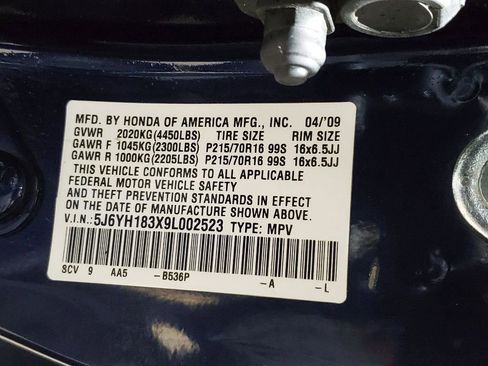 MFD. BY HONDA OF AMERICA MFG., INC. 04/'09
GVWR 2020KG(4450LBS) TIRE SIZE RIM SIZE
GAWR F 1045KG(2300LBS) P215/70R16 99S 16x6.5JJ
GAWR R 1000KG(2205LBS) P215/70R16 99S 16x6.5JJ
THIS VEHICLE CONFORMS TO ALL APPLICABLE
FEDERAL MOTOR VEHICLE SAFETY
AND THEFT PREVENTION STANDARDS IN EFFECT
ON THE DATE OF MANUFACTURE SHOWN ABOVE.
V.I.N.: 5J6YH183X9L002523 TYPE: MPV
SCV 9 AA5 -B536P -A -L